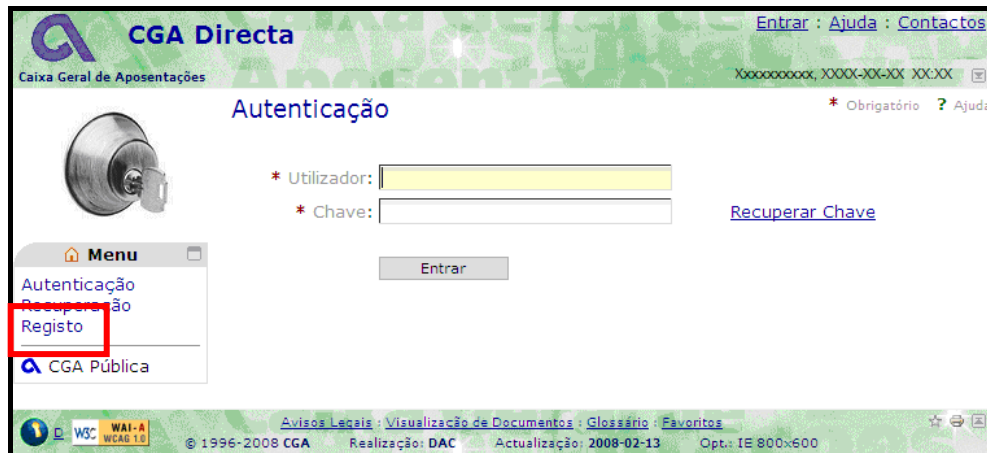 CGA Directa
Entrar : Ajuda : Contactos
Caixa Geral de Aposentações
Xxxxxxxxxx, XXXX-XX-XX XX:XX
Autenticação
* Obrigatório ? Ajuda
* Utilizador:
* Chave:
Recuperar Chave
Entrar
Menu
Autenticação
Recuperação
Registo
CGA Pública
D W3C WAI-A WCAG 1.0
Avisos Legais : Visualização de Documentos : Glossário : Favoritos
© 1996-2008 CGA Realização: DAC Actualização: 2008-02-13 Opt.: IE 800x600